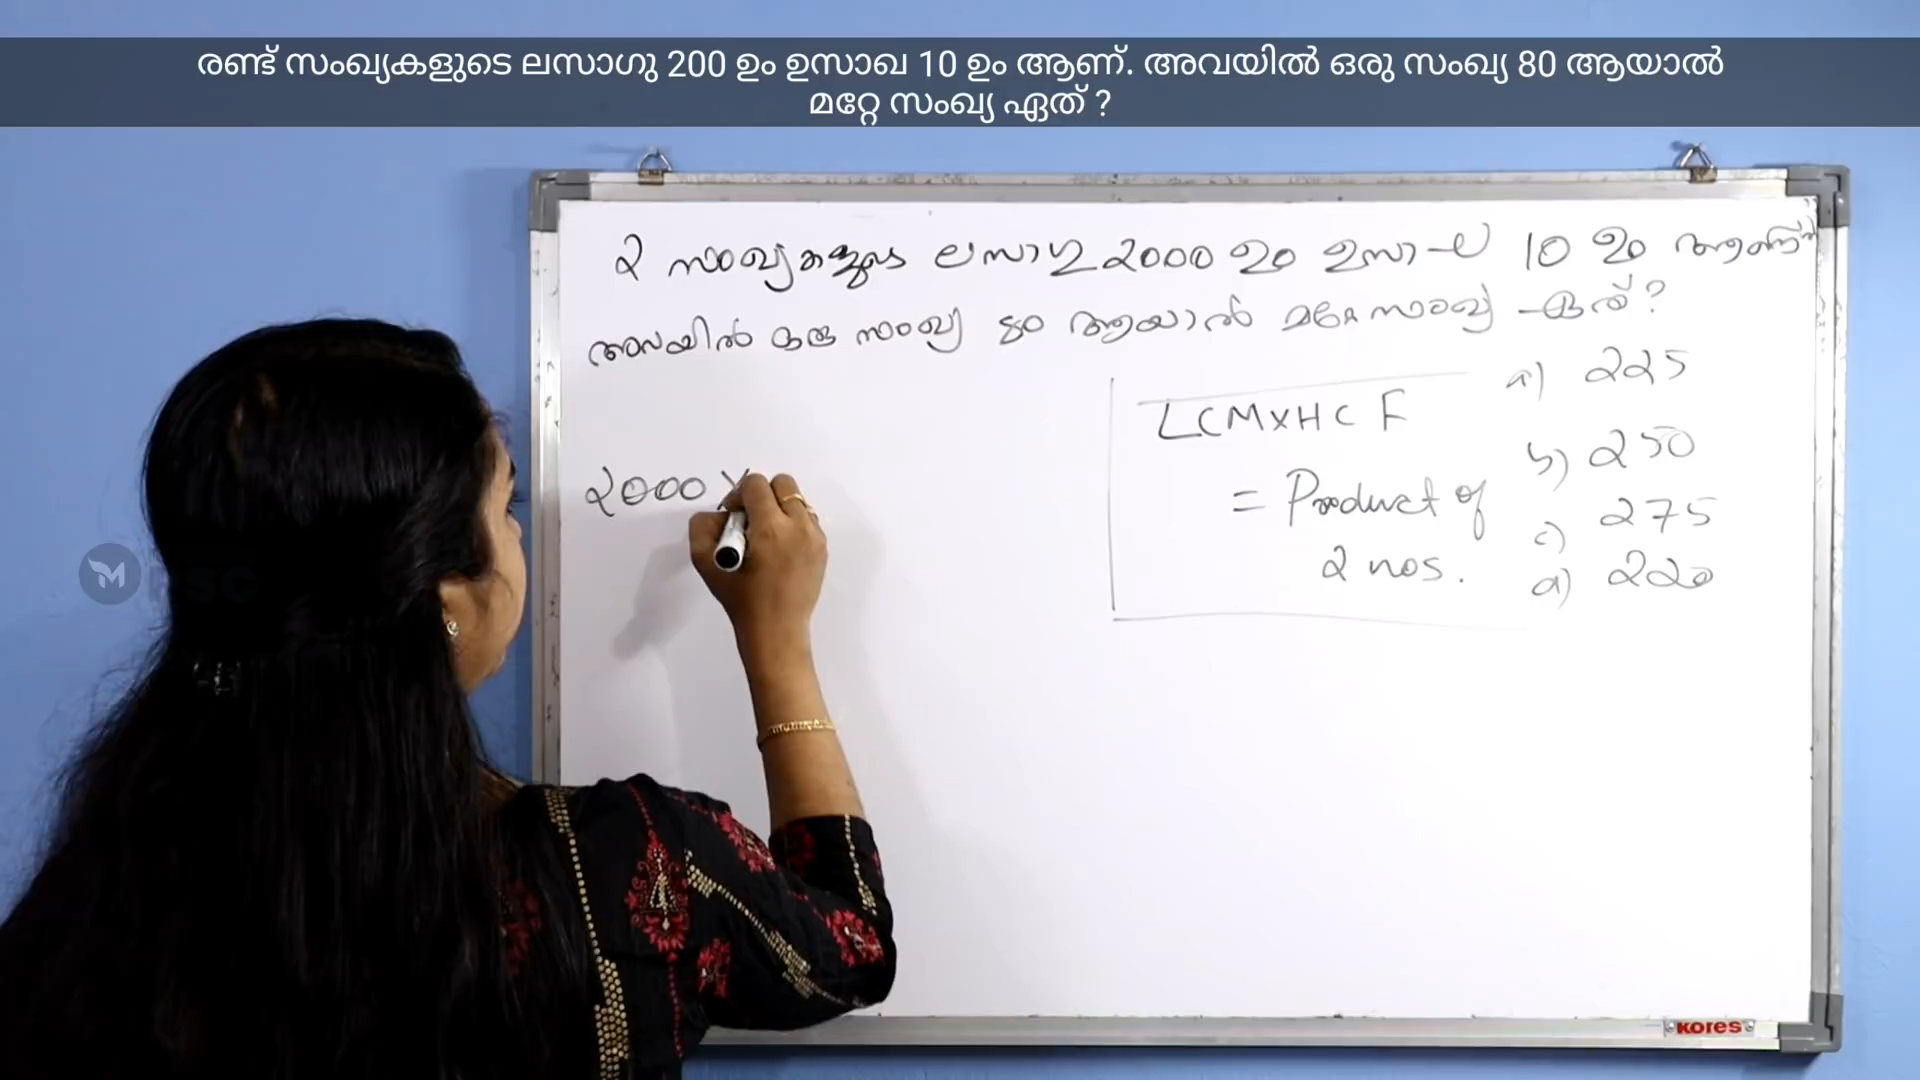 രണ്ട് സംഖ്യകളുടെ ലസാഗു 200 ഉം ഉസാഖ 10 ഉം ആണ്. അവയിൽ ഒരു സംഖ്യ 80 ആയാൽ
മറ്റേ സംഖ്യ ഏത് ?
2 സംഖ്യകളുടെ ലസാഗു 2000 ഉം ഉസാഘ 10 ഉം ആണ്
അവയിൽ ഒരു സംഖ്യ 80 ആയാൽ മറ്റേ സംഖ്യ ഏത് ?
a) 225
LCM X HCF
b) 250
= Product of
2000 X
c) 275
2 nos.
d) 220
PSC
KORES